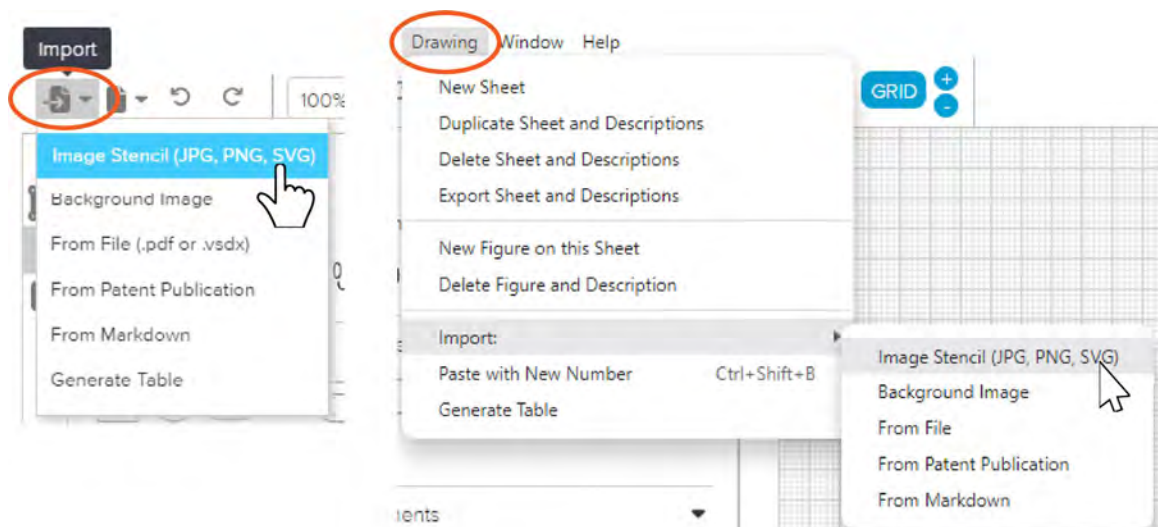 Import
100%
Image Stencil (JPG, PNG, SVG)
Background Image
From File (.pdf or .vsdx)
From Patent Publication
From Markdown
Generate Table
Drawing Window Help
New Sheet
Duplicate Sheet and Descriptions
Delete Sheet and Descriptions
Export Sheet and Descriptions
New Figure on this Sheet
Delete Figure and Description
Import:
Paste with New Number Ctrl+Shift+B
Generate Table
GRID
+
-
Image Stencil (JPG, PNG, SVG)
Background Image
From File
From Patent Publication
From Markdown